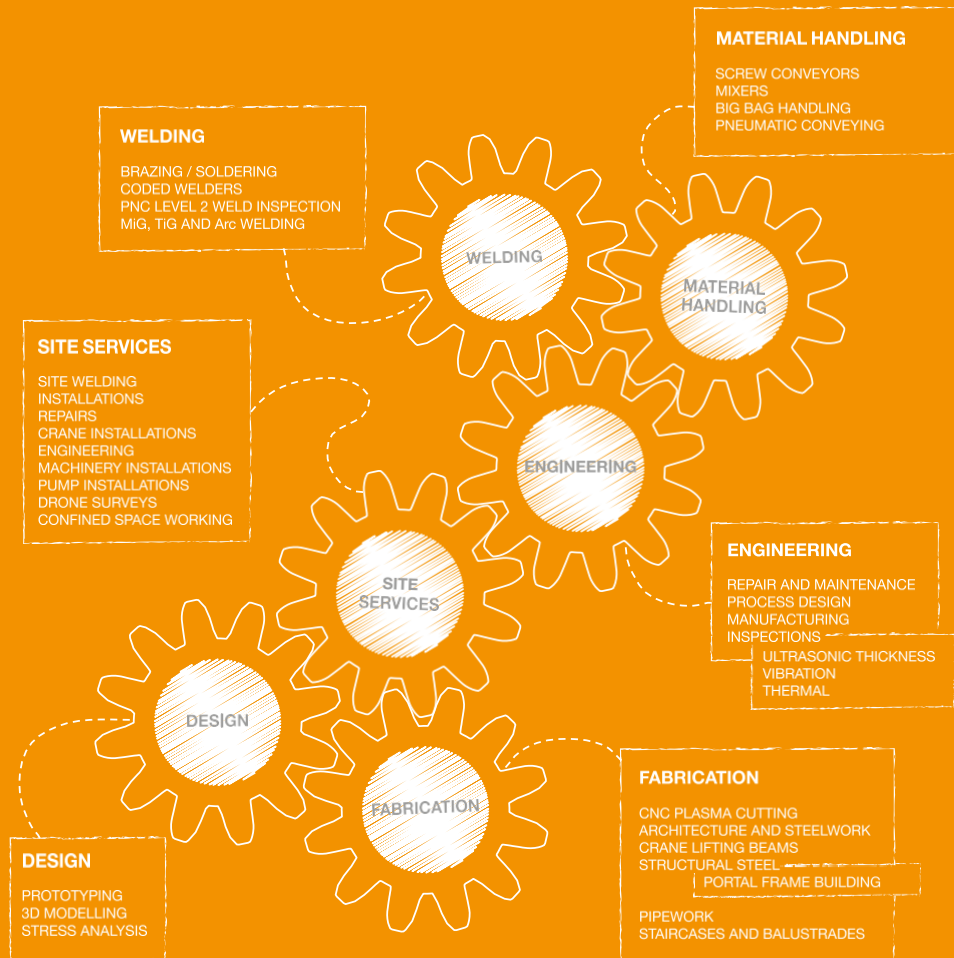 MATERIAL HANDLING
SCREW CONVEYORS
MIXERS
BIG BAG HANDLING
PNEUMATIC CONVEYING
WELDING
BRAZING / SOLDERING
CODED WELDERS
PNC LEVEL 2 WELD INSPECTION
MiG, TiG AND Arc WELDING
WELDING
MATERIAL
HANDLING
SITE SERVICES
SITE WELDING
INSTALLATIONS
REPAIRS
CRANE INSTALLATIONS
ENGINEERING
MACHINERY INSTALLATIONS
PUMP INSTALLATIONS
DRONE SURVEYS
CONFINED SPACE WORKING
ENGINEERING
SITE
SERVICES
ENGINEERING
REPAIR AND MAINTENANCE
PROCESS DESIGN
MANUFACTURING
INSPECTIONS
ULTRASONIC THICKNESS
VIBRATION
THERMAL
DESIGN
FABRICATION
FABRICATION
CNC PLASMA CUTTING
ARCHITECTURE AND STEELWORK
CRANE LIFTING BEAMS
STRUCTURAL STEEL
PORTAL FRAME BUILDING
PIPEWORK
STAIRCASES AND BALUSTRADES
DESIGN
PROTOTYPING
3D MODELLING
STRESS ANALYSIS